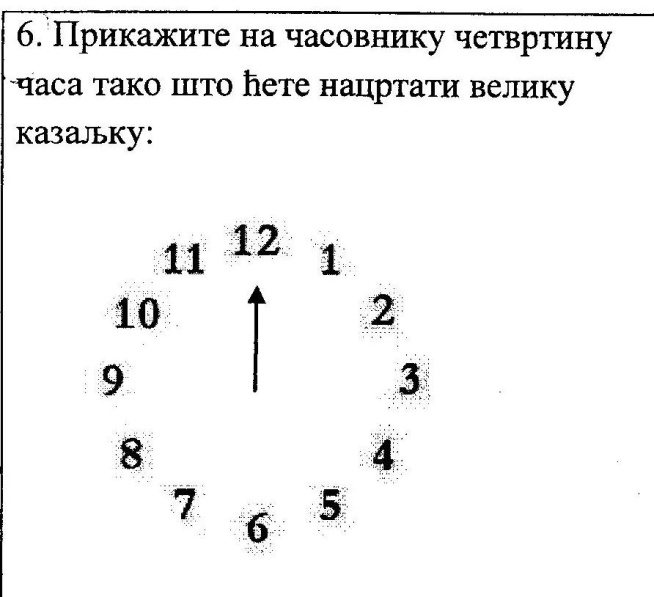 6. Прикажите на часовнику четвртину
часа тако што ћете нацртати велику
казаљку:
12
11 1
10 2
9 3
8 4
7 5
6